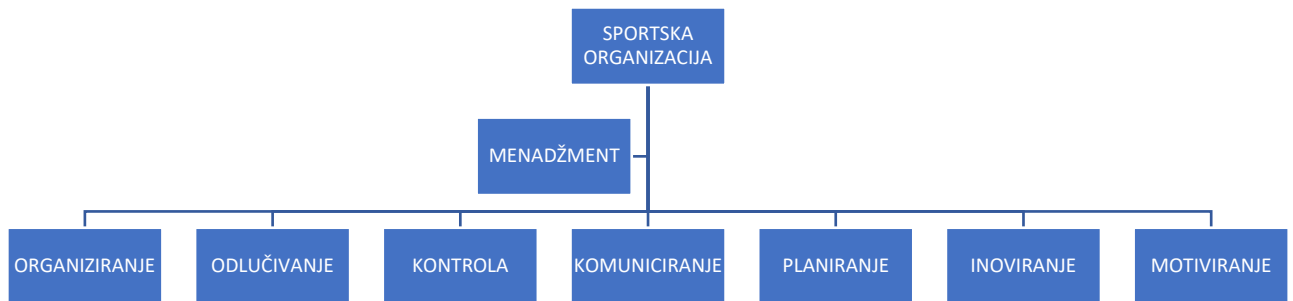 SPORTSKA
ORGANIZACIJA
MENADŽMENT
ORGANIZIRANJE
ODLUČIVANJE
KONTROLA
KOMUNICIRANJE
PLANIRANJE
INOVIRANJE
MOTIVIRANJE